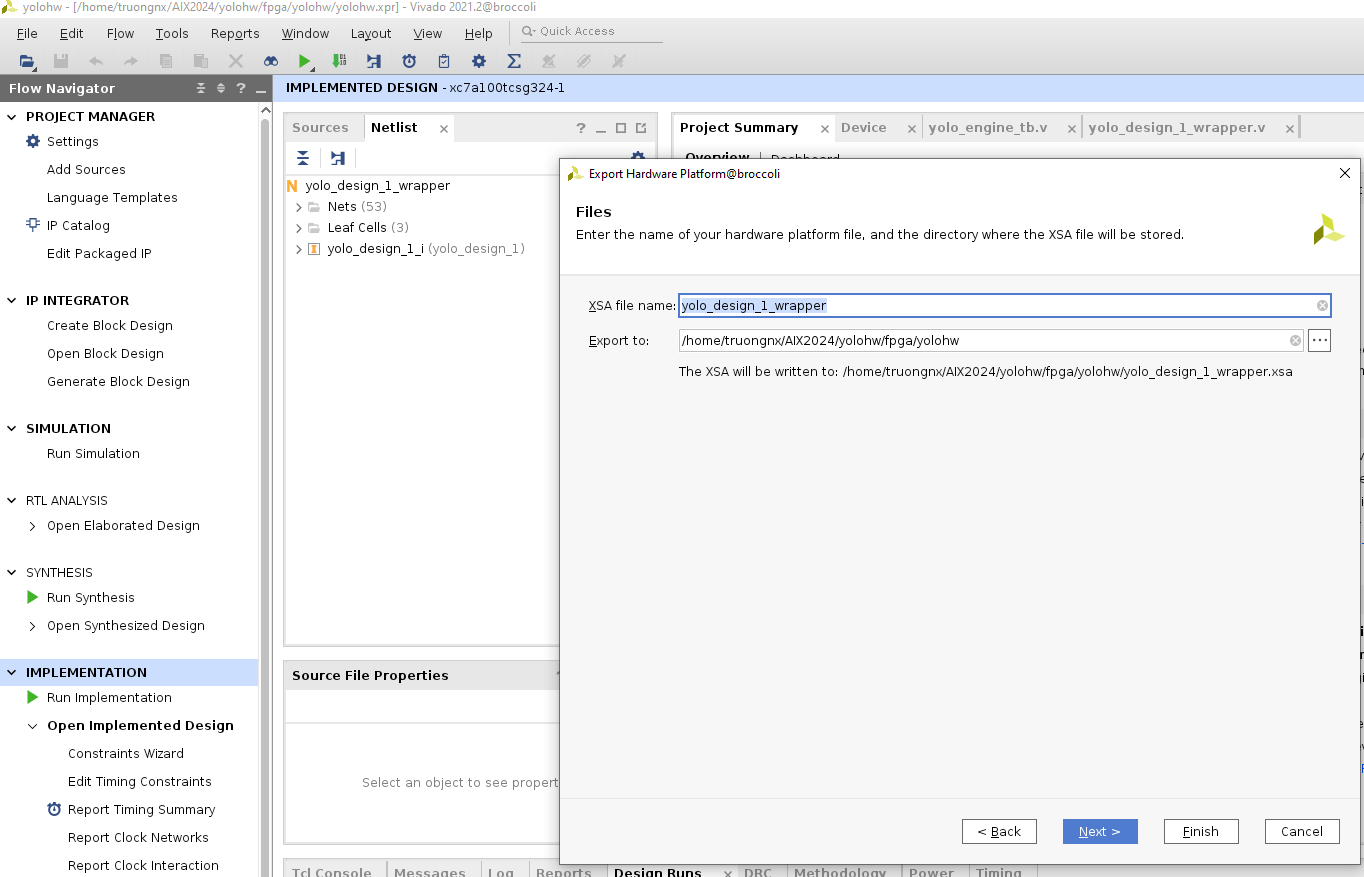 yolohw - [/home/truongnx/AIX2024/yolohw/fpga/yolohw/yolohw.xpr] - Vivado 2021.2@broccoli
File Edit Flow Tools Reports Window Layout View Help Quick Access
Flow Navigator
IMPLEMENTED DESIGN - xc7a100tcsg324-1
PROJECT MANAGER
Settings
Add Sources
Language Templates
IP Catalog
Edit Packaged IP
IP INTEGRATOR
Create Block Design
Open Block Design
Generate Block Design
SIMULATION
Run Simulation
RTL ANALYSIS
Open Elaborated Design
SYNTHESIS
Run Synthesis
Open Synthesized Design
IMPLEMENTATION
Run Implementation
Open Implemented Design
Constraints Wizard
Edit Timing Constraints
Report Timing Summary
Report Clock Networks
Report Clock Interaction
Sources Netlist
yolo_design_1_wrapper
Nets (53)
Leaf Cells (3)
yolo_design_1_i (yolo_design_1)
Source File Properties
Select an object to see propert
Project Summary Device yolo_engine_tb.v yolo_design_1_wrapper.v
Overview | Dashboard
Export Hardware Platform@broccoli
Files
Enter the name of your hardware platform file, and the directory where the XSA file will be stored.
XSA file name: yolo_design_1_wrapper
Export to: /home/truongnx/AIX2024/yolohw/fpga/yolohw
The XSA will be written to: /home/truongnx/AIX2024/yolohw/fpga/yolohw/yolo_design_1_wrapper.xsa
< Back Next > Finish Cancel
Tcl Console Messages Log Reports Design Runs DRC Methodology Power Timing